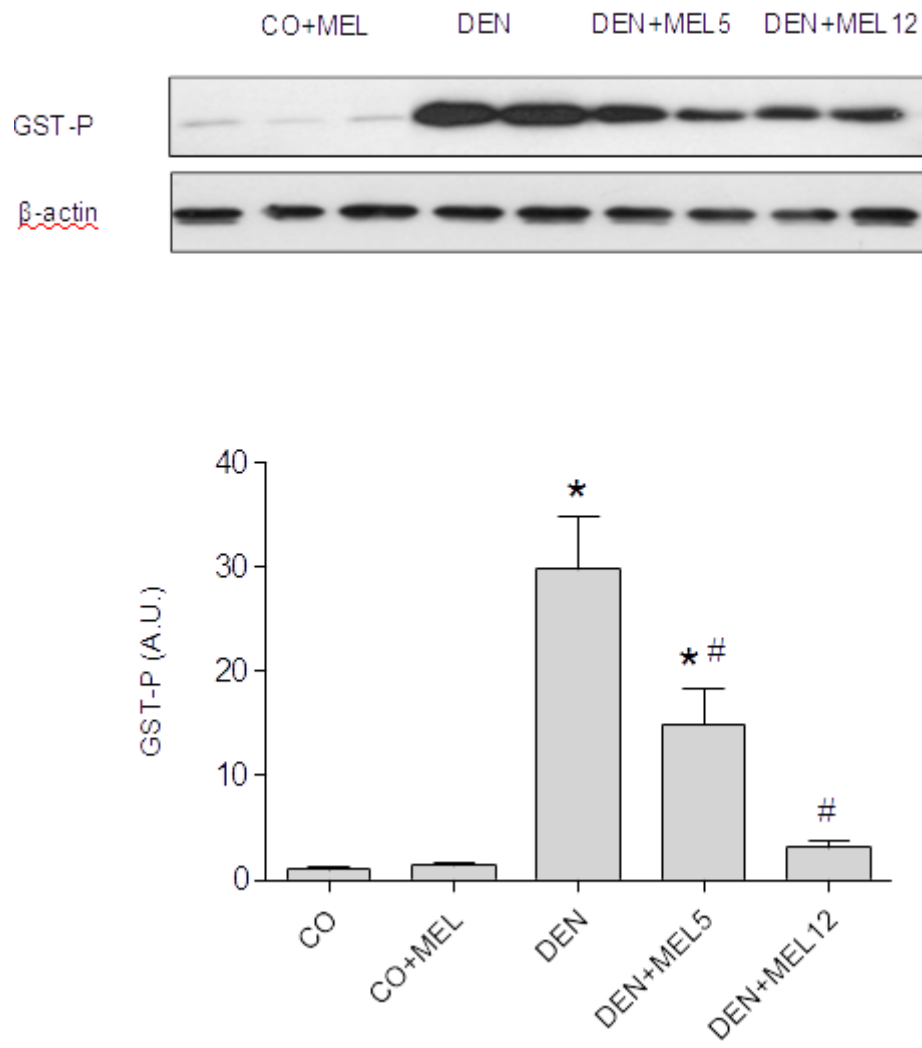 CO+MEL DEN DEN+MEL5 DEN+MEL12
GST-P
β-actin
40
30
20
10
0
GST-P (A.U.)
*
* #
#
CO
CO+MEL
DEN
DEN+MEL5
DEN+MEL12